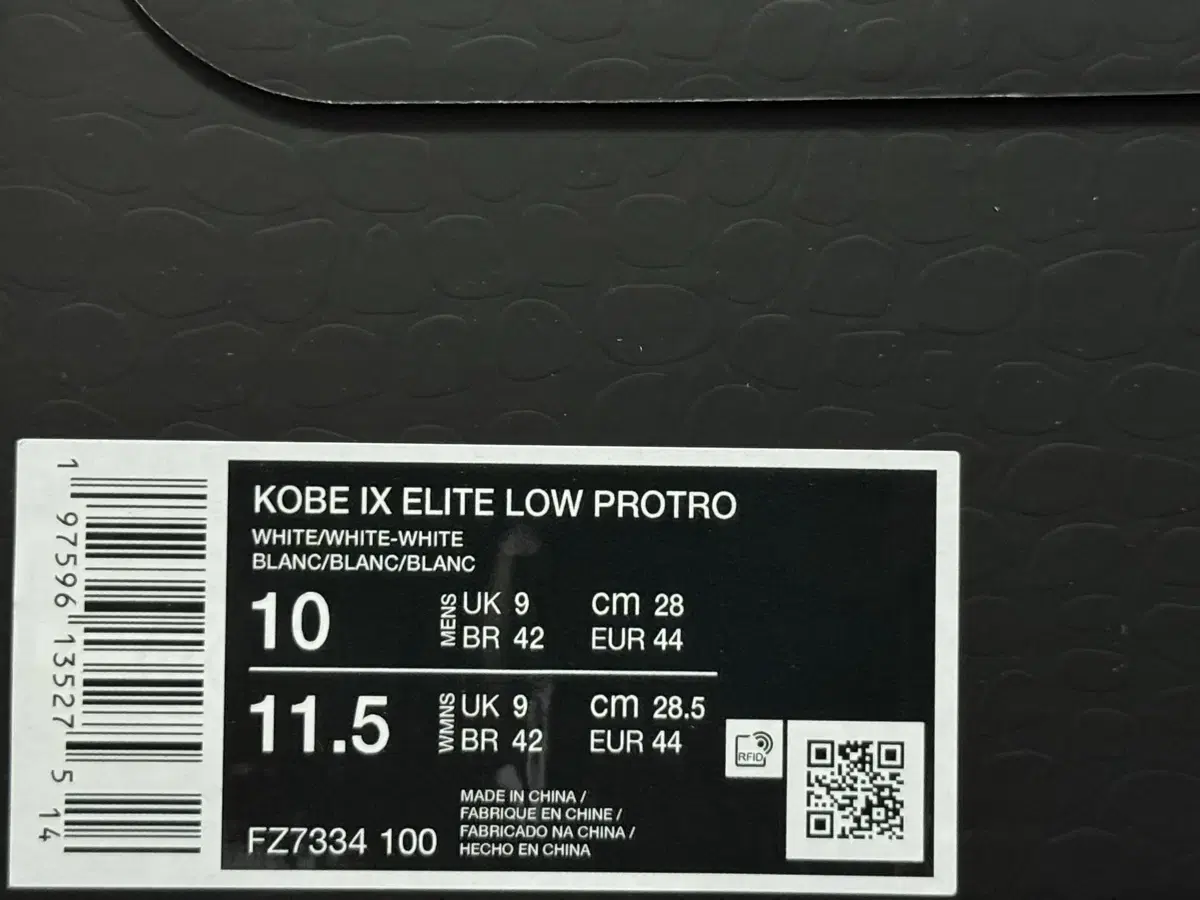 KOBE IX ELITE LOW PROTRO
WHITE/WHITE-WHITE
BLANC/BLANC/BLANC
10 MENS UK 9 cm 28
BR 42 EUR 44
11.5 WMNS UK 9 cm 28.5
BR 42 EUR 44
RFID
MADE IN CHINA /
FABRIQUE EN CHINE /
FABRICADO NA CHINA /
HECHO EN CHINA
FZ7334 100
1 97596 13527 5 14